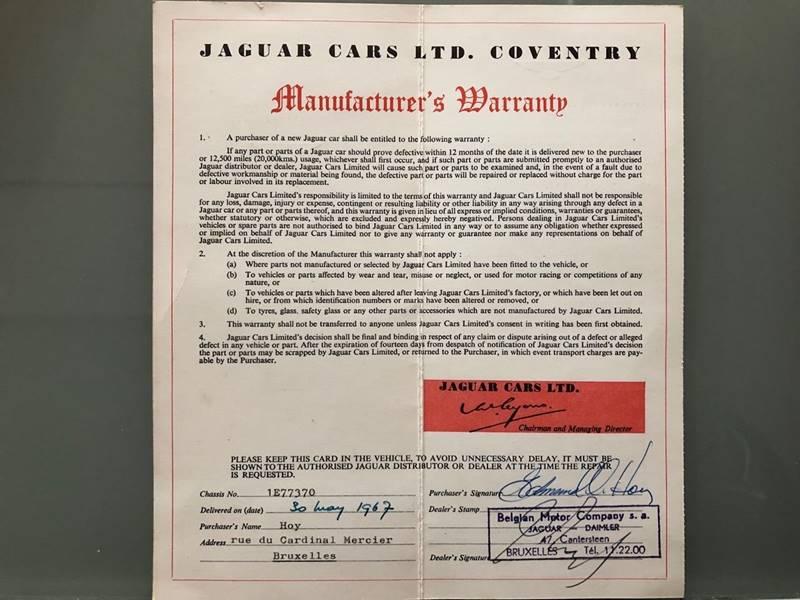 JAGUAR CARS LTD. COVENTRY
Manufacturer's Warranty
1. A purchaser of a new Jaguar car shall be entitled to the following warranty :
If any part or parts of a Jaguar car should prove defective within 12 months of the date it is delivered new to the purchaser
or 12,500 miles (20,000kms.) usage, whichever shall first occur, and if such part or parts are submitted promptly to an authorised
Jaguar distributor or dealer, Jaguar Cars Limited will cause such part or parts to be examined and, in the event of a fault due to
defective workmanship or material being found, the defective part or parts will be repaired or replaced without charge for the part
or labour involved in its replacement.
Jaguar Cars Limited's responsibility is limited to the terms of this warranty and Jaguar Cars Limited shall not be responsible
for any loss, damage, injury or expense, contingent or resulting liability or other liability in any way arising through any defect in a
Jaguar car or any part or parts thereof, and this warranty is given in lieu of all express or implied conditions, warranties or guarantees,
whether statutory or otherwise, which are excluded and expressly hereby negatived. Persons dealing in Jaguar Cars Limited's
vehicles or spare parts are not authorised to bind Jaguar Cars Limited in any way or to assume any obligation whether expressed
or implied on behalf of Jaguar Cars Limited nor to give any warranty or guarantee nor make any representations on behalf of
Jaguar Cars Limited.
2. At the discretion of the Manufacturer this warranty shall not apply :
(a) Where parts not manufactured or selected by Jaguar Cars Limited have been fitted to the vehicle, or
(b) To vehicles or parts affected by wear and tear, misuse or neglect, or used for motor racing or competitions of any
nature, or
(c) To vehicles or parts which have been altered after leaving Jaguar Cars Limited's factory, or which have been let out on
hire, or from which identification numbers or marks have been altered or removed, or
(d) To tyres, glass, safety glass or any other parts or accessories which are not manufactured by Jaguar Cars Limited.
3. This warranty shall not be transferred to anyone unless Jaguar Cars Limited's consent in writing has been first obtained.
4. Jaguar Cars Limited's decision shall be final and binding in respect of any claim or dispute arising out of a defect or alleged
defect in any vehicle or part. After the expiration of fourteen days from despatch of notification of Jaguar Cars Limited's decision
the part or parts may be scrapped by Jaguar Cars Limited, or returned to the Purchaser, in which event transport charges are pay-
able by the Purchaser.
JAGUAR CARS LTD.
Chairman and Managing Director
PLEASE KEEP THIS CARD IN THE VEHICLE, TO AVOID UNNECESSARY DELAY, IT MUST BE
SHOWN TO THE AUTHORISED JAGUAR DISTRIBUTOR OR DEALER AT THE TIME THE REPAIR
IS REQUESTED.
Chassis No. 1E77370
Delivered on (date) 30 May 1967
Purchaser's Name Hoy
Address rue du Cardinal Mercier
Bruxelles
Purchaser's Signature
Dealer's Stamp
Belgian Motor Company s. a.
JAGUAR — DAIMLER
47, Cantersteen
BRUXELLES Tél. 11.22.00
Dealer's Signature